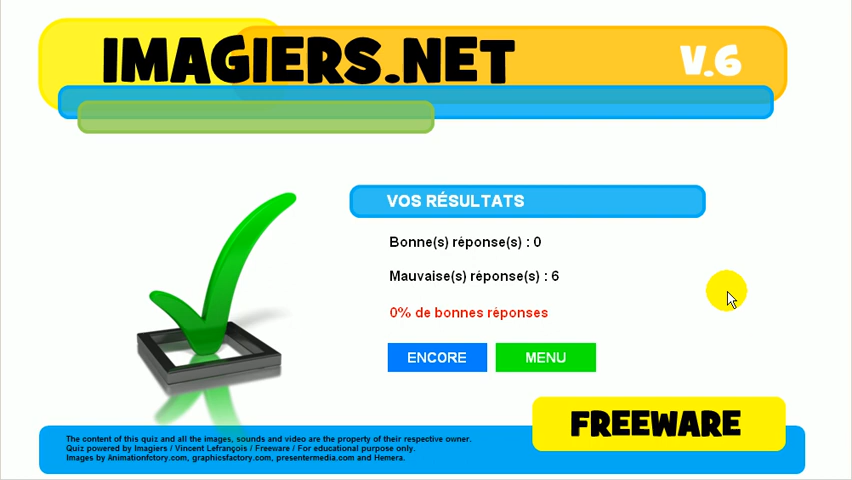 IMAGIERS.NET
V.6
VOS RÉSULTATS
Bonne(s) réponse(s) : 0
Mauvaise(s) réponse(s) : 6
0% de bonnes réponses
ENCORE
MENU
FREEWARE
The content of this quiz and all the images, sounds and video are the property of their respective owner.
Quiz powered by Imagiers / Vincent Lefrançois / Freeware / For educational purpose only.
Images by Animationfctory.com, graphicsfactory.com, presentermedia.com and Hemera.